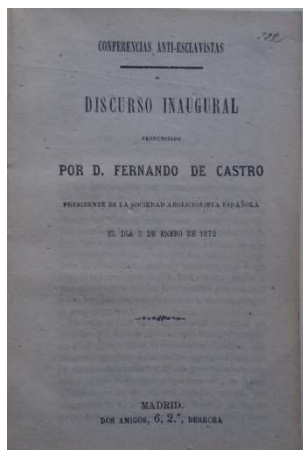 CONFERENCIAS ANTI-ESCLAVISTAS
DISCURSO INAUGURAL
PRONUNCIADO
POR D. FERNANDO DE CASTRO
PRESIDENTE DE LA SOCIEDAD ABOLICIONISTA ESPAÑOLA
EL DIA 5 DE ENERO DE 1872
MADRID.
DOS AMIGOS, 6, 2.º, DERECHA